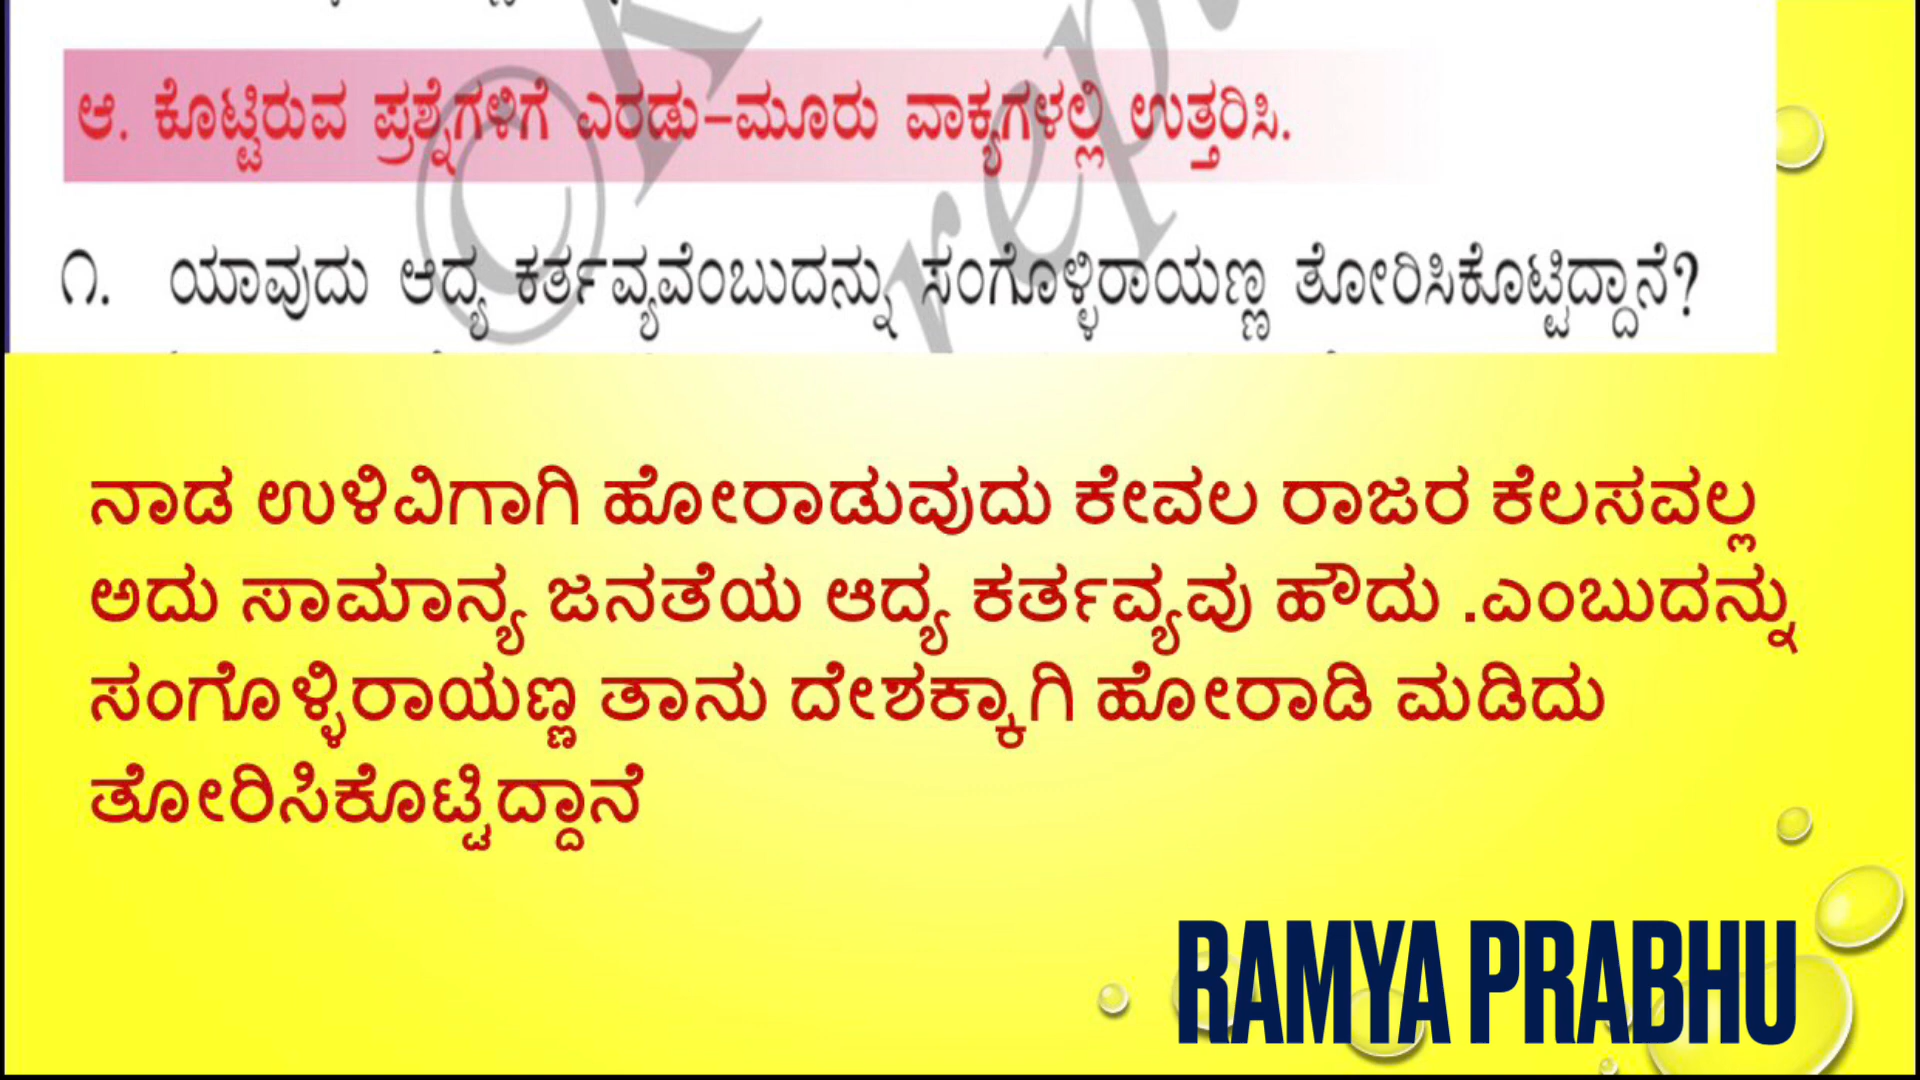 ಆ. ಕೊಟ್ಟಿರುವ ಪ್ರಶ್ನೆಗಳಿಗೆ ಎರಡು–ಮೂರು ವಾಕ್ಯಗಳಲ್ಲಿ ಉತ್ತರಿಸಿ.
೧. ಯಾವುದು ಆದ್ಯ ಕರ್ತವ್ಯವೆಂಬುದನ್ನು ಸಂಗೊಳ್ಳಿರಾಯಣ್ಣ ತೋರಿಸಿಕೊಟ್ಟಿದ್ದಾನೆ?
ನಾಡ ಉಳಿವಿಗಾಗಿ ಹೋರಾಡುವುದು ಕೇವಲ ರಾಜರ ಕೆಲಸವಲ್ಲ
ಅದು ಸಾಮಾನ್ಯ ಜನತೆಯ ಆದ್ಯ ಕರ್ತವ್ಯವು ಹೌದು .ಎಂಬುದನ್ನು
ಸಂಗೊಳ್ಳಿರಾಯಣ್ಣ ತಾನು ದೇಶಕ್ಕಾಗಿ ಹೋರಾಡಿ ಮಡಿದು
ತೋರಿಸಿಕೊಟ್ಟಿದ್ದಾನೆ
RAMYA PRABHU